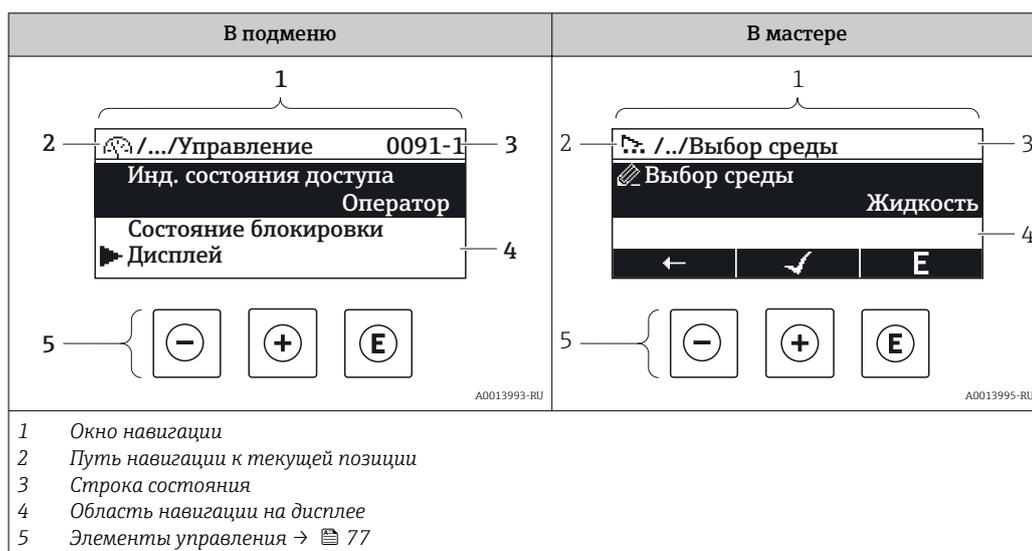 В подменю
В мастере
1
2
/.../Управление 0091-1
3
Инд. состояния доступа
Оператор
Состояние блокировки
Дисплей
4
5
E
A0013993-RU
1
2
/../Выбор среды
3
Выбор среды
Жидкость
4
E
5
E
A0013995-RU
1 Окно навигации
2 Путь навигации к текущей позиции
3 Строка состояния
4 Область навигации на дисплее
5 Элементы управления → 77